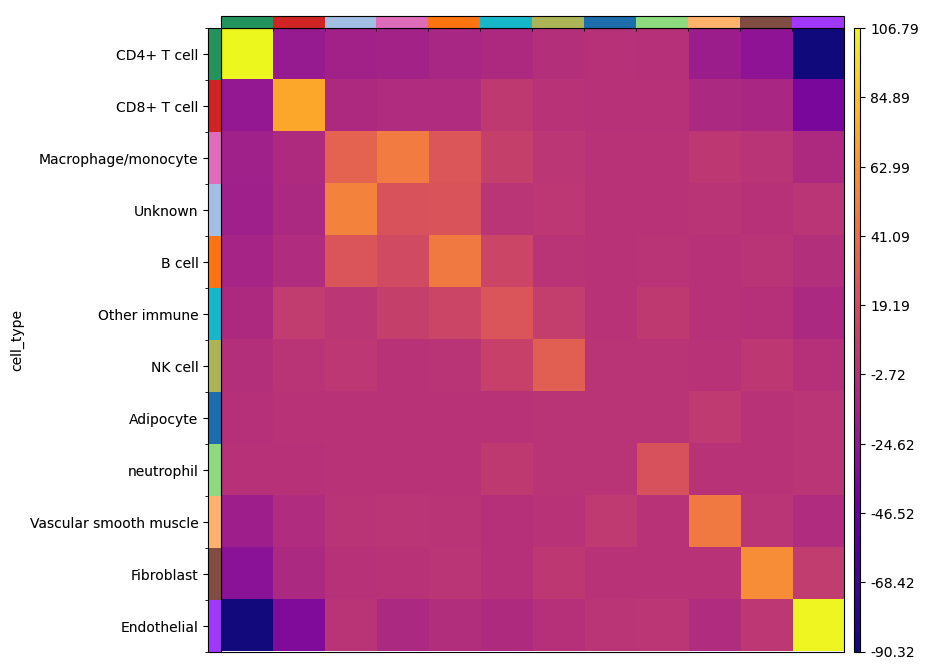 cell_type
CD4+ T cell
CD8+ T cell
Macrophage/monocyte
Unknown
B cell
Other immune
NK cell
Adipocyte
neutrophil
Vascular smooth muscle
Fibroblast
Endothelial
106.79
84.89
62.99
41.09
19.19
-2.72
-24.62
-46.52
-68.42
-90.32